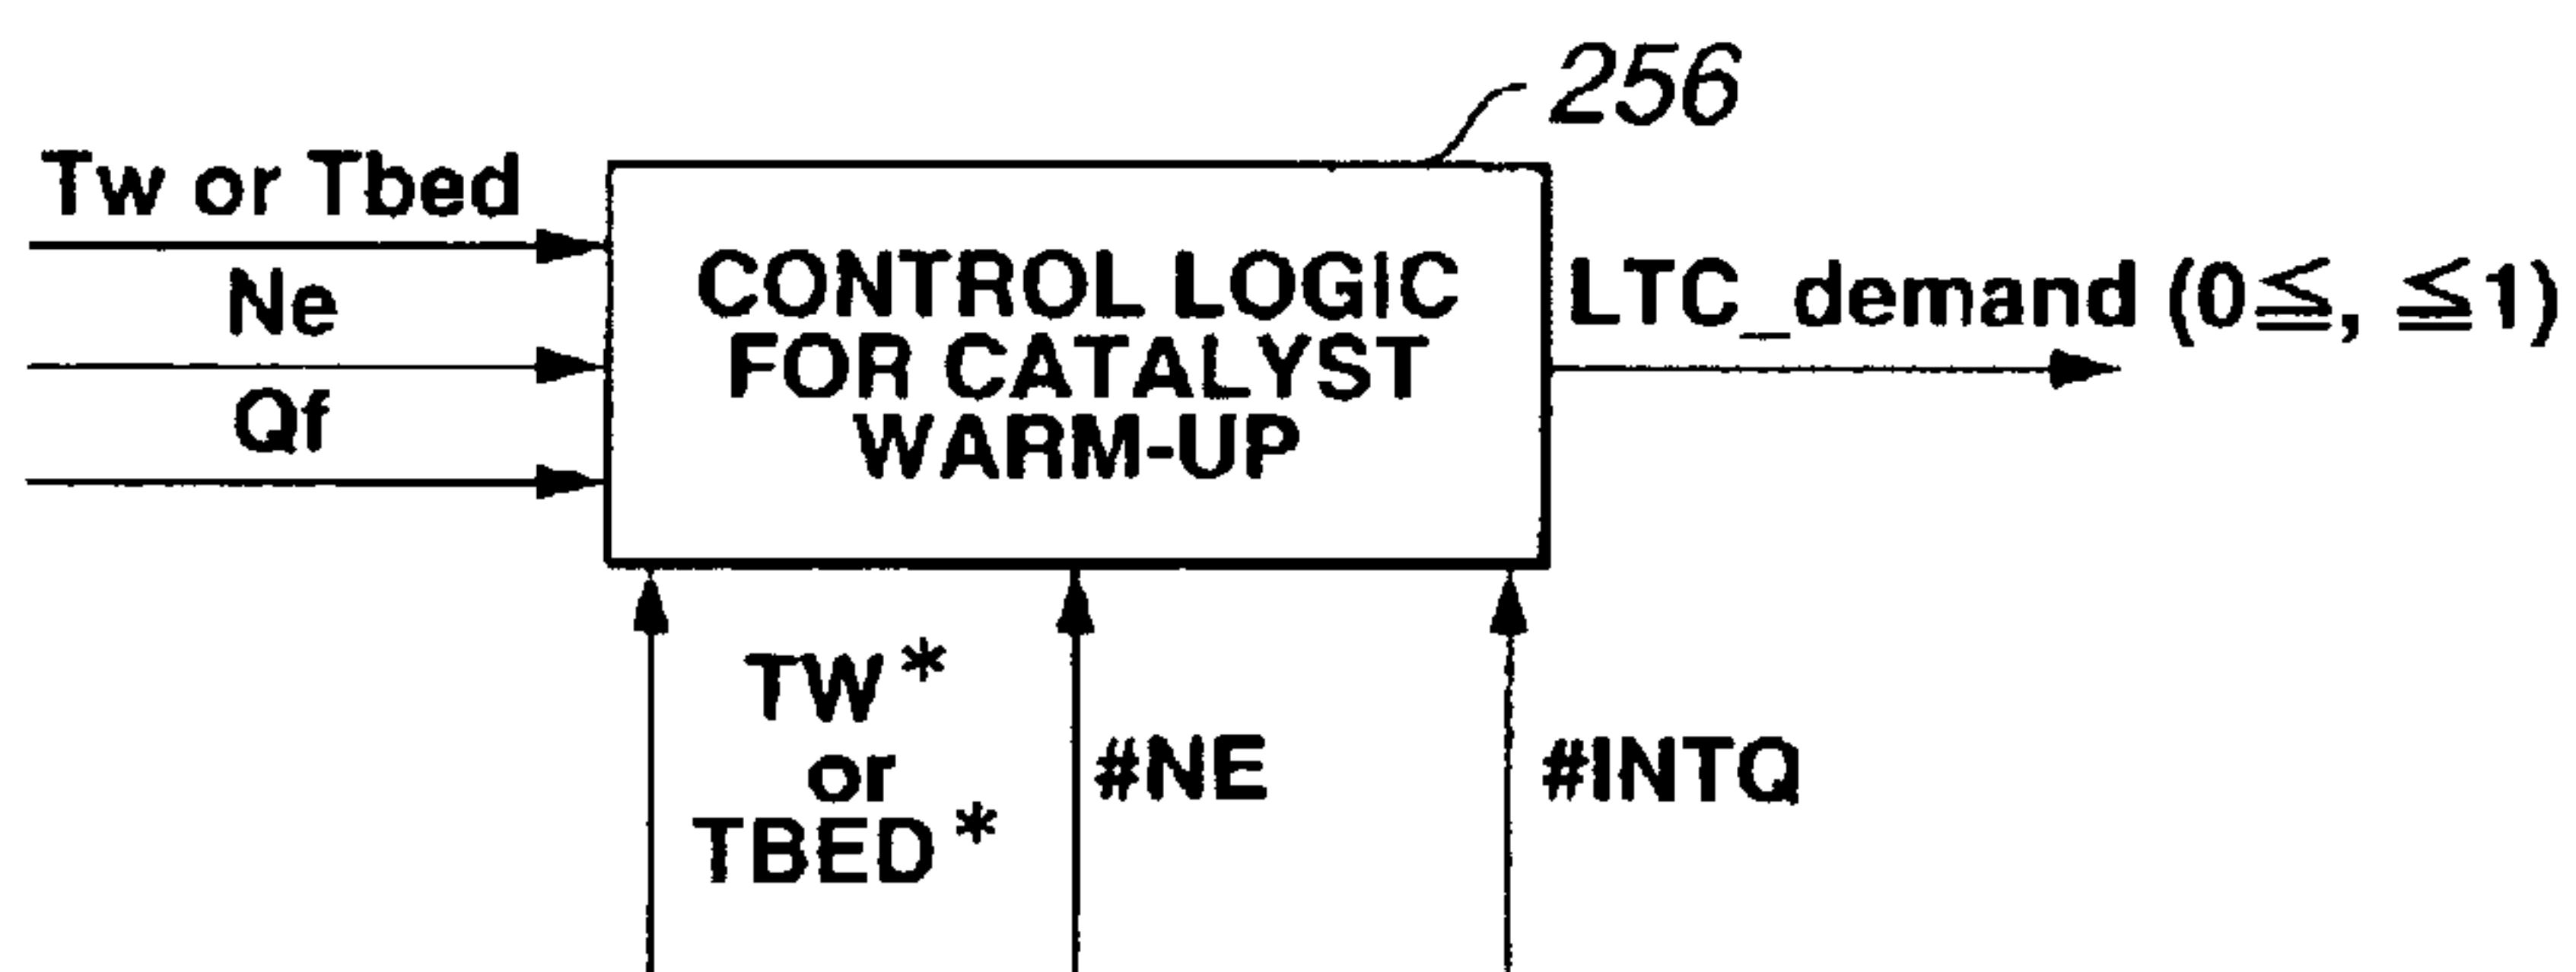 256
Tw or Tbed
Ne
Qf
CONTROL LOGIC
FOR CATALYST
WARM-UP
LTC_demand (0≦, ≦1)
TW*
or
TBED*
#NE
#INTQ